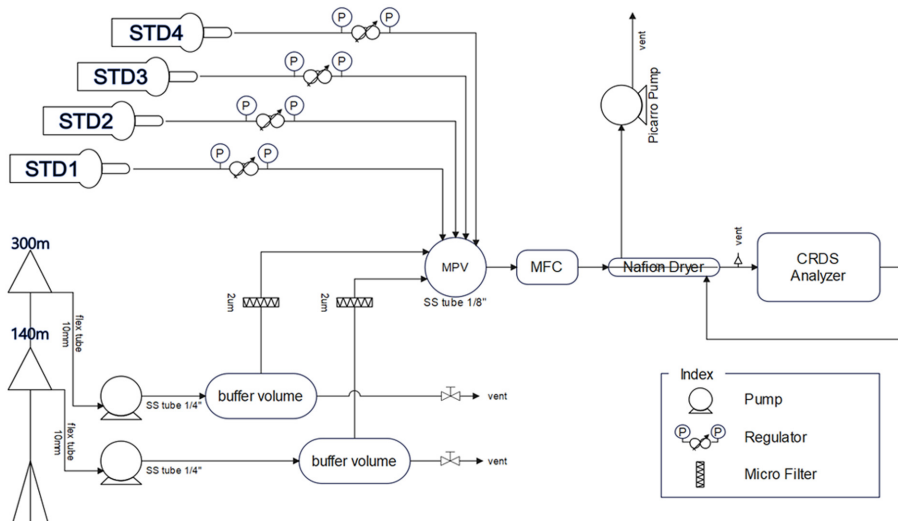 STD4
P
P
STD3
P
P
STD2
P
P
STD1
P
P
vent
Picarro Pump
300m
flex tube
10mm
140m
flex tube
10mm
2um
2um
MPV
SS tube 1/8"
MFC
Nafion Dryer
vent
CRDS
Analyzer
SS tube 1/4"
buffer volume
vent
SS tube 1/4"
buffer volume
vent
Index
Pump
P
P
Regulator
Micro Filter